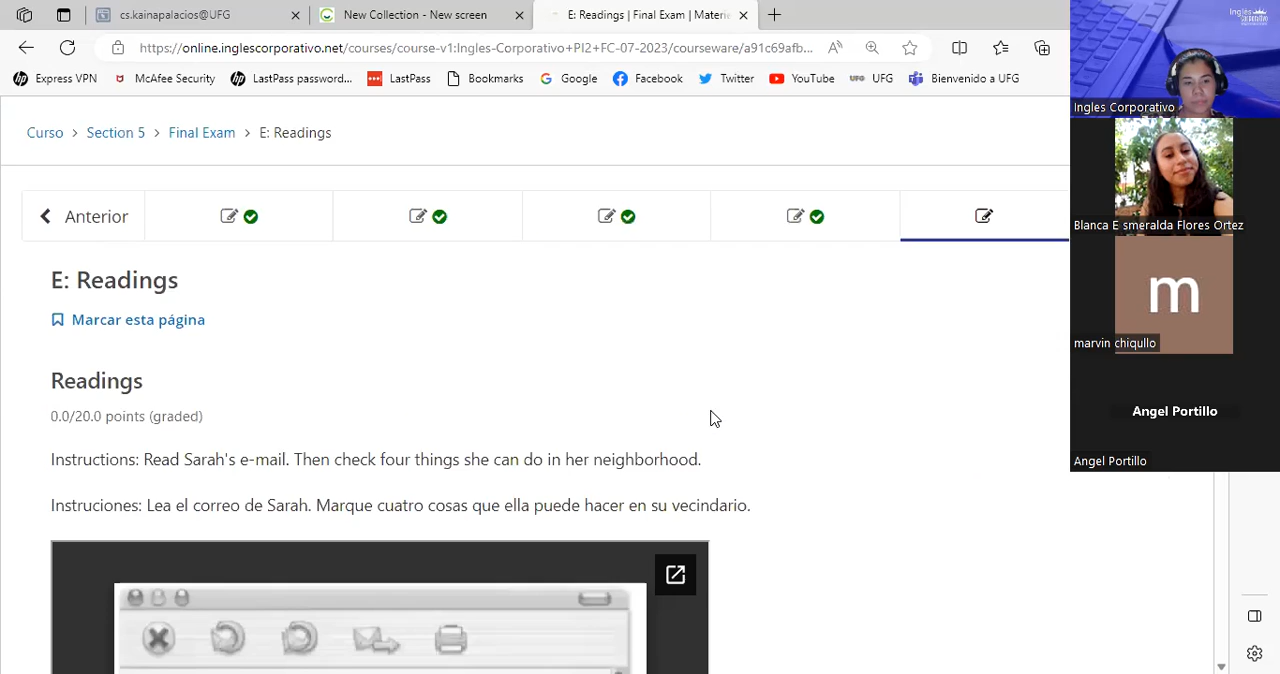 cs.kainapalacios@UFG
New Collection - New screen
E: Readings | Final Exam | Materi
https://online.inglescorporativo.net/courses/course-v1:Ingles-Corporativo+PI2+FC-07-2023/courseware/a91c69afb...
Express VPN
McAfee Security
LastPass password...
LastPass
Bookmarks
Google
Facebook
Twitter
YouTube
UFG
Bienvenido a UFG
Curso > Section 5 > Final Exam > E: Readings
Anterior
E: Readings
Marcar esta página
Readings
0.0/20.0 points (graded)
Instructions: Read Sarah's e-mail. Then check four things she can do in her neighborhood.
Instruciones: Lea el correo de Sarah. Marque cuatro cosas que ella puede hacer en su vecindario.
Ingles Corporativo
Blanca E smeralda Flores Ortez
m
marvin chiqullo
Angel Portillo
Angel Portillo